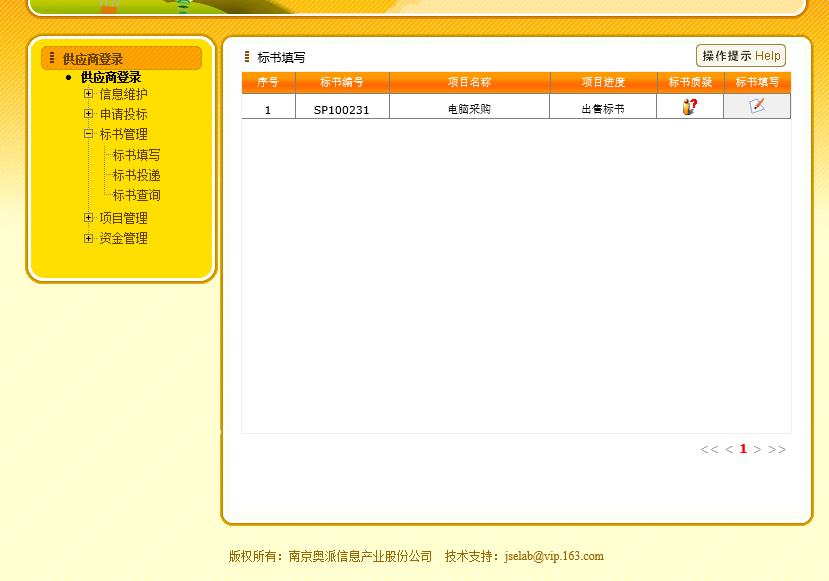 供应商登录
供应商登录
信息维护
申请投标
标书管理
标书填写
标书投递
标书查询
项目管理
资金管理
标书填写
操作提示 Help
序号 标书编号 项目名称 项目进度 标书质疑 标书填写
1 SP100231 电脑采购 出售标书
<< < 1 > >>
版权所有：南京奥派信息产业股份公司 技术支持：jselab@vip.163.com